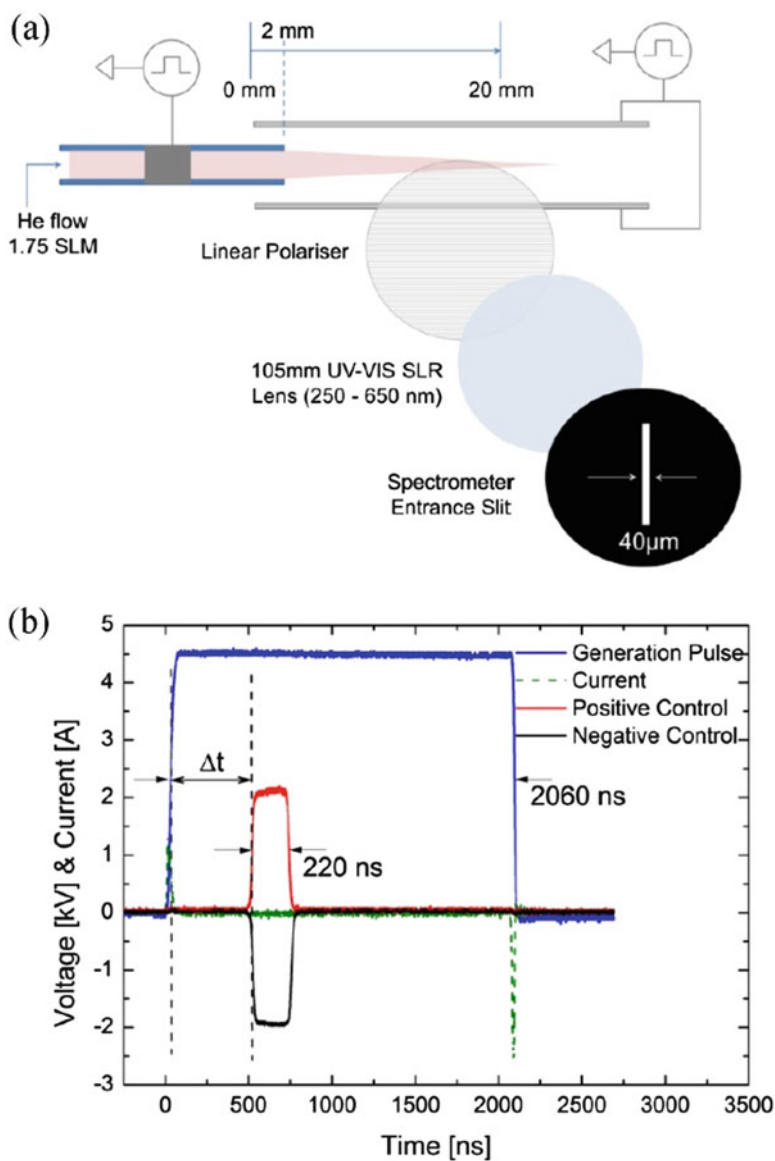 (a)
2 mm
0 mm
20 mm
He flow
1.75 SLM
Linear Polariser
105mm UV-VIS SLR
Lens (250 - 650 nm)
Spectrometer
Entrance Slit
40μm
(b)
5
4
3
2
1
0
-1
-2
-3
Voltage [kV] & Current [A]
Generation Pulse
Current
Positive Control
Negative Control
Δt
2060 ns
220 ns
0 500 1000 1500 2000 2500 3000 3500
Time [ns]